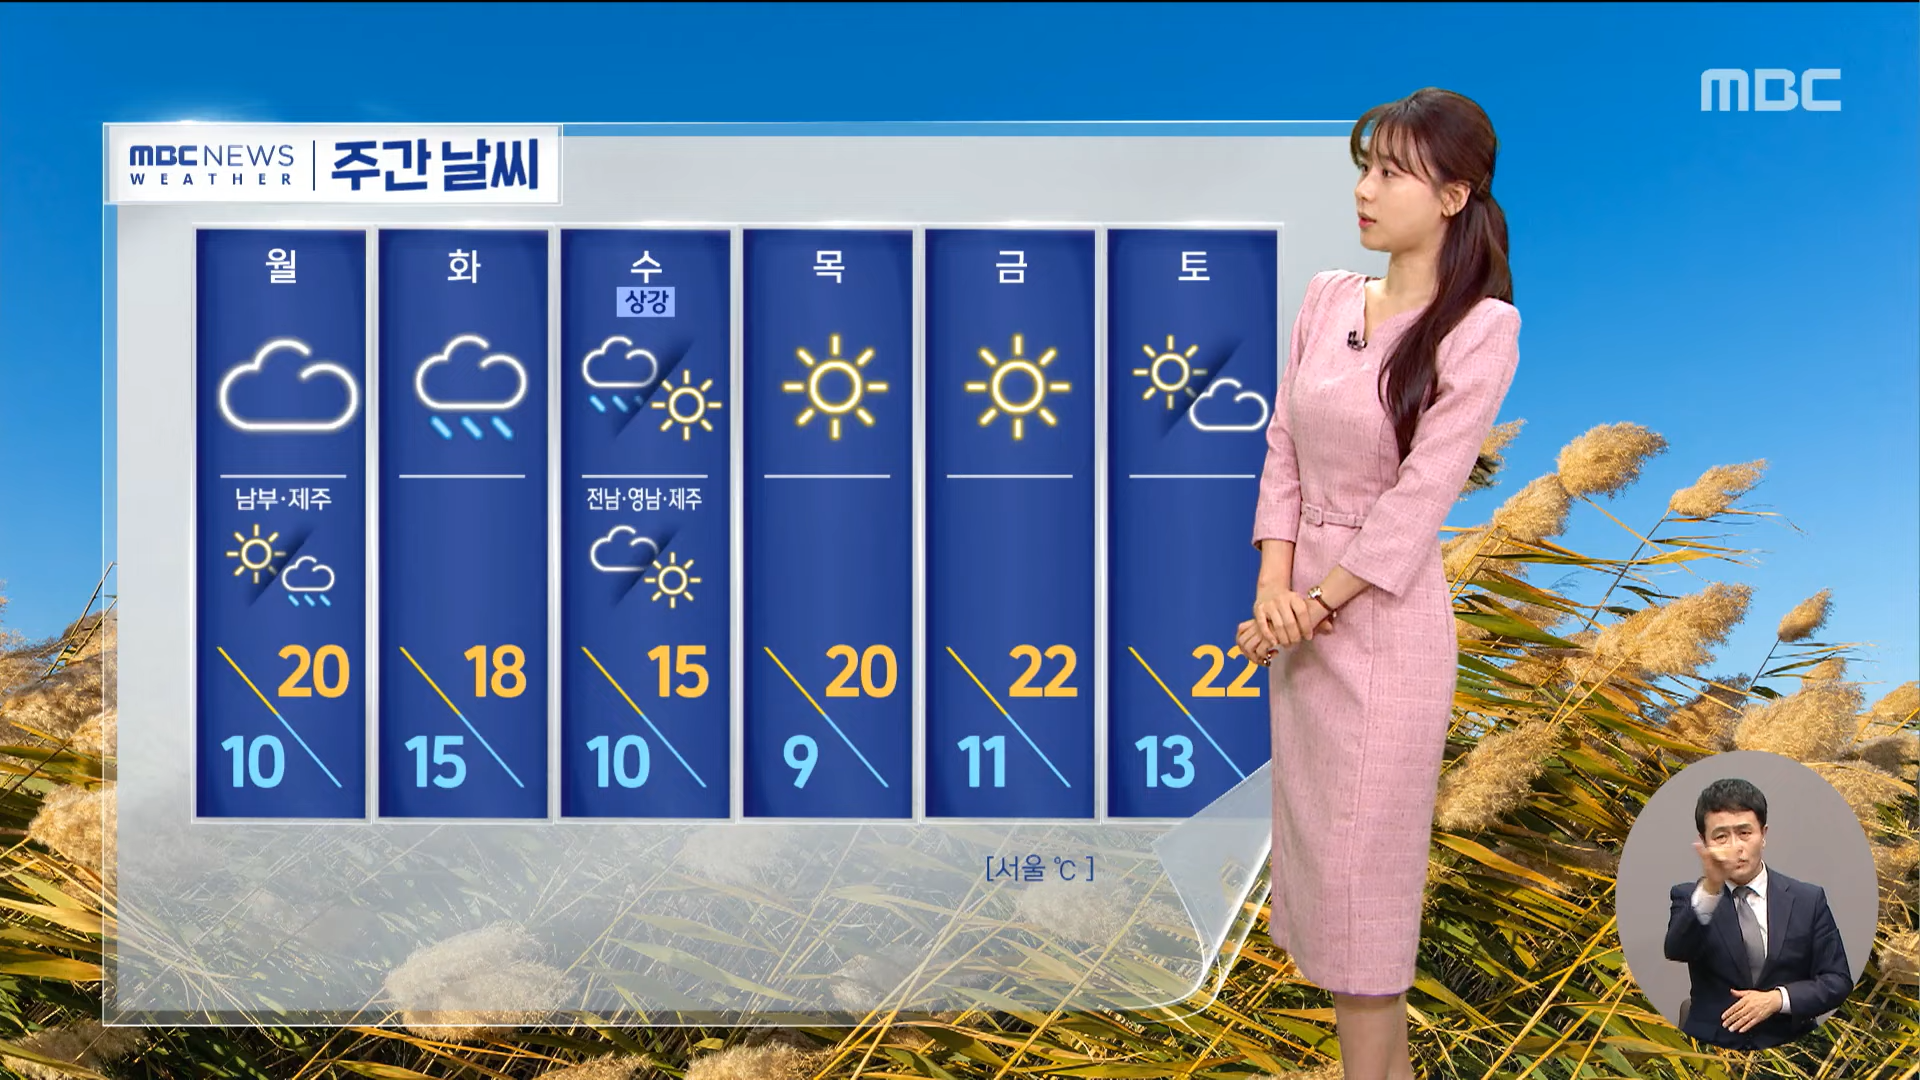 MBC
MBC NEWS
WEATHER
주간 날씨
월
화
수
목
금
토
상강
남부·제주
전남·영남·제주
20
18
15
20
22
22
10
15
10
9
11
13
[서울 ℃ ]